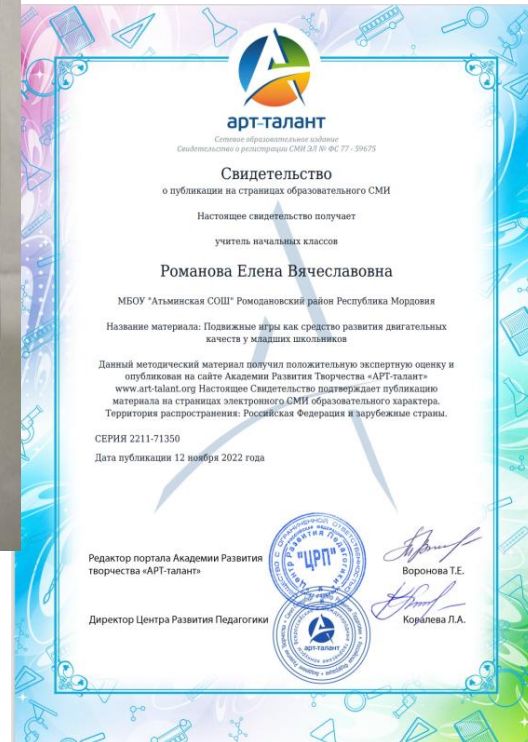 арт-талант
Сетевое образовательное издание
Свидетельство о регистрации СМИ ЭЛ № ФС 77 - 59675
Свидетельство
о публикации на страницах образовательного СМИ
Настоящее свидетельство получает
учитель начальных классов
Романова Елена Вячеславовна
МБОУ "Атьминская СОШ" Ромодановский район Республика Мордовия
Название материала: Подвижные игры как средство развития двигательных
качеств у младших школьников
Данный методический материал получил положительную экспертную оценку и
опубликован на сайте Академии Развития Творчества «АРТ-талант»
www.art-talant.org Настоящее Свидетельство подтверждает публикацию
материала на страницах электронного СМИ образовательного характера.
Территория распространения: Российская Федерация и зарубежные страны.
СЕРИЯ 2211-71350
Дата публикации 12 ноября 2022 года
Редактор портала Академии Развития
творчества «АРТ-талант»
Воронова Т.Е.
"ЦРП"
Центр Развития Педагогики
Директор Центра Развития Педагогики
Коралева Л.А.
арт-талант